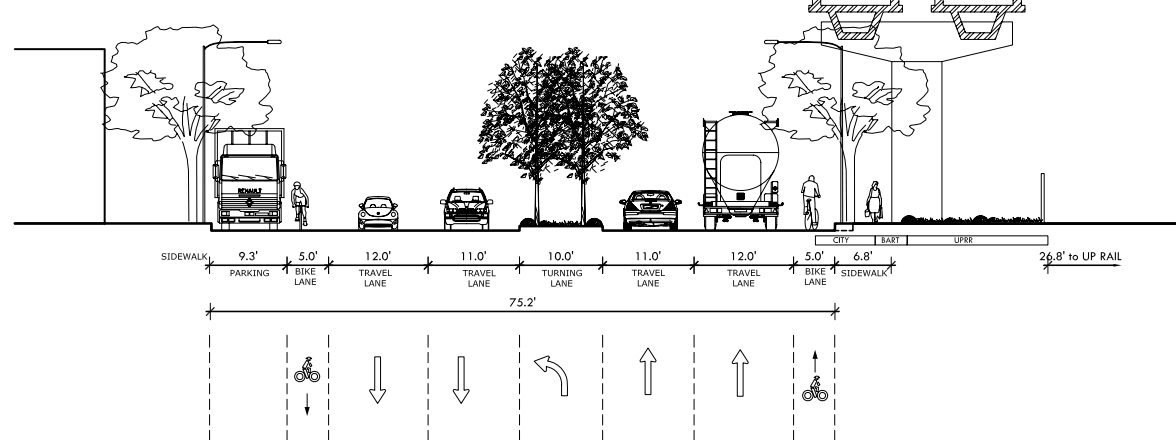 RENAULT
CITY BART UPRR
SIDEWALK 9.3' 5.0' 12.0' 11.0' 10.0' 11.0' 12.0' 5.0' 6.8' 26.8' to UP RAIL
PARKING BIKE LANE TRAVEL LANE TRAVEL LANE TURNING LANE TRAVEL LANE TRAVEL LANE BIKE LANE SIDEWALK
75.2'